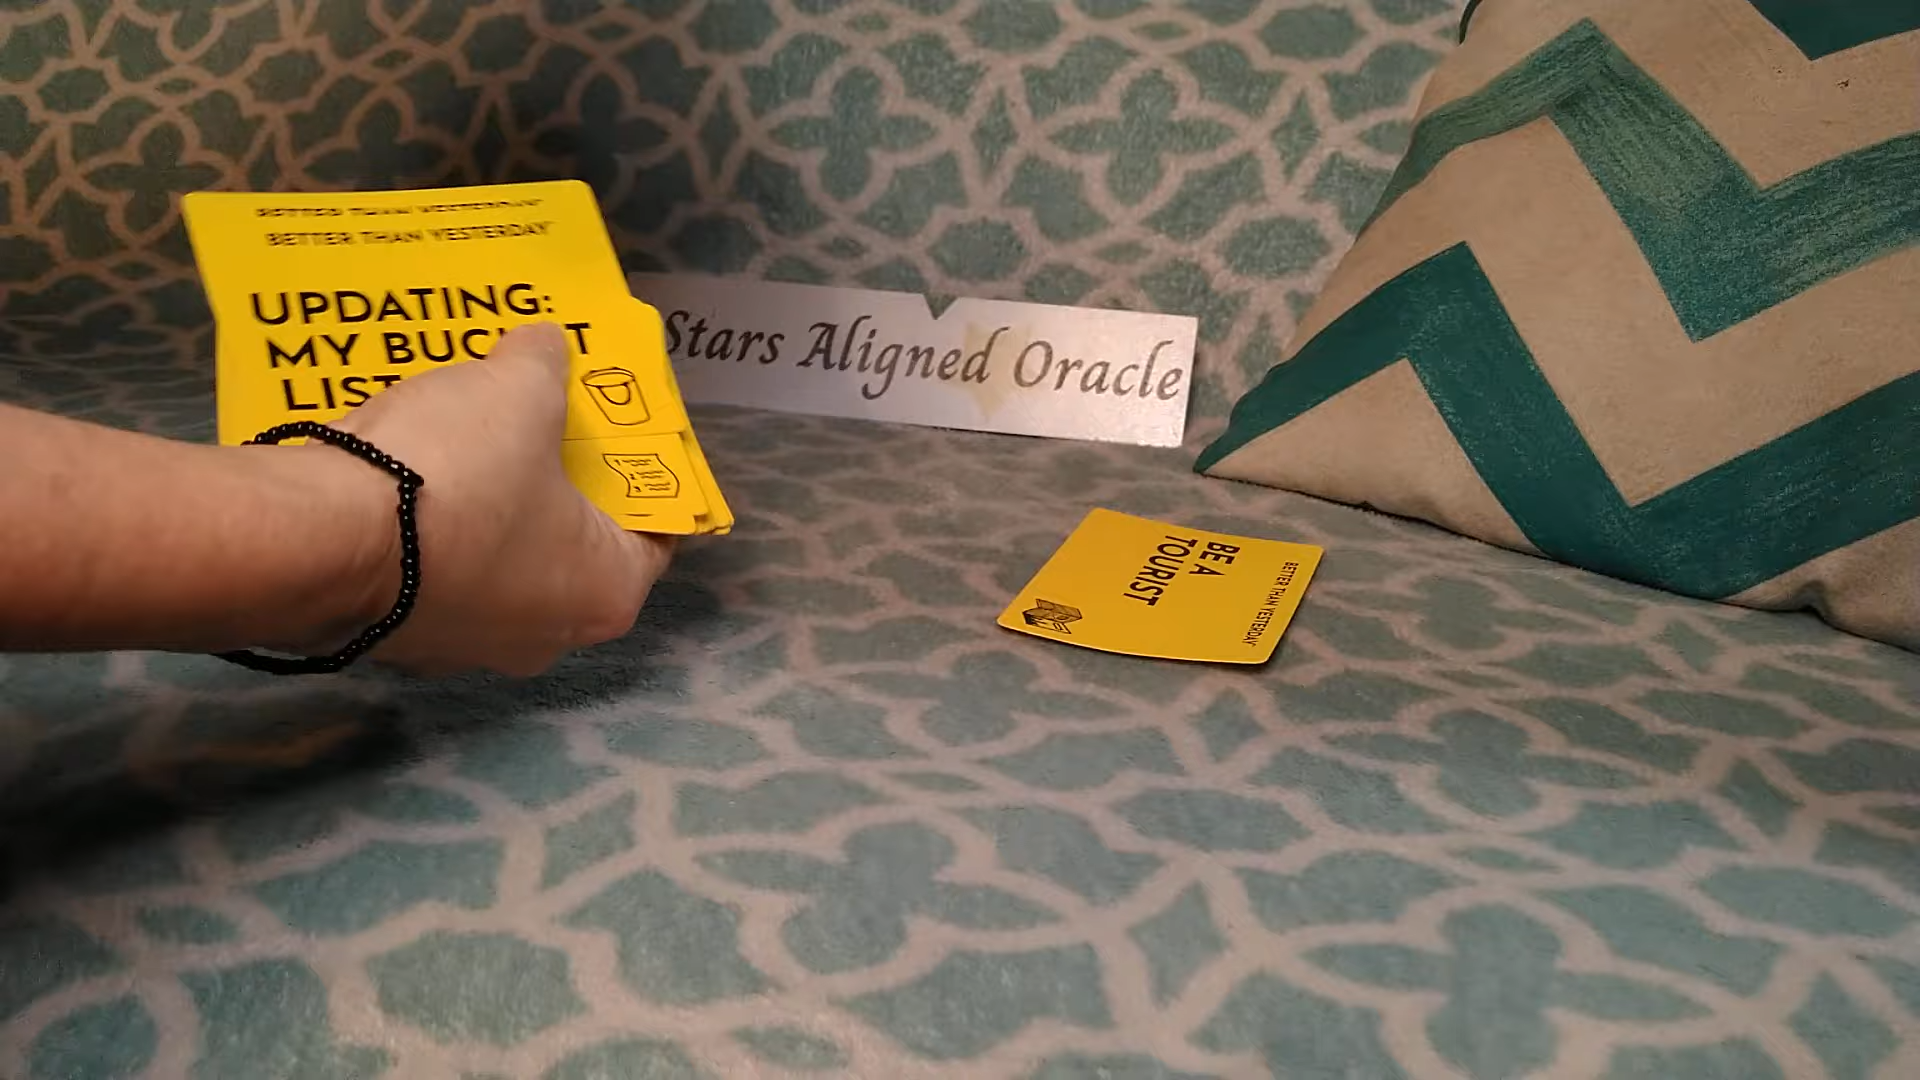 BETTER THAN YESTERDAY
BETTER THAN YESTERDAY
UPDATING:
MY BUCKET
LIST
Stars Aligned Oracle
BE A
TOURIST
BETTER THAN YESTERDAY